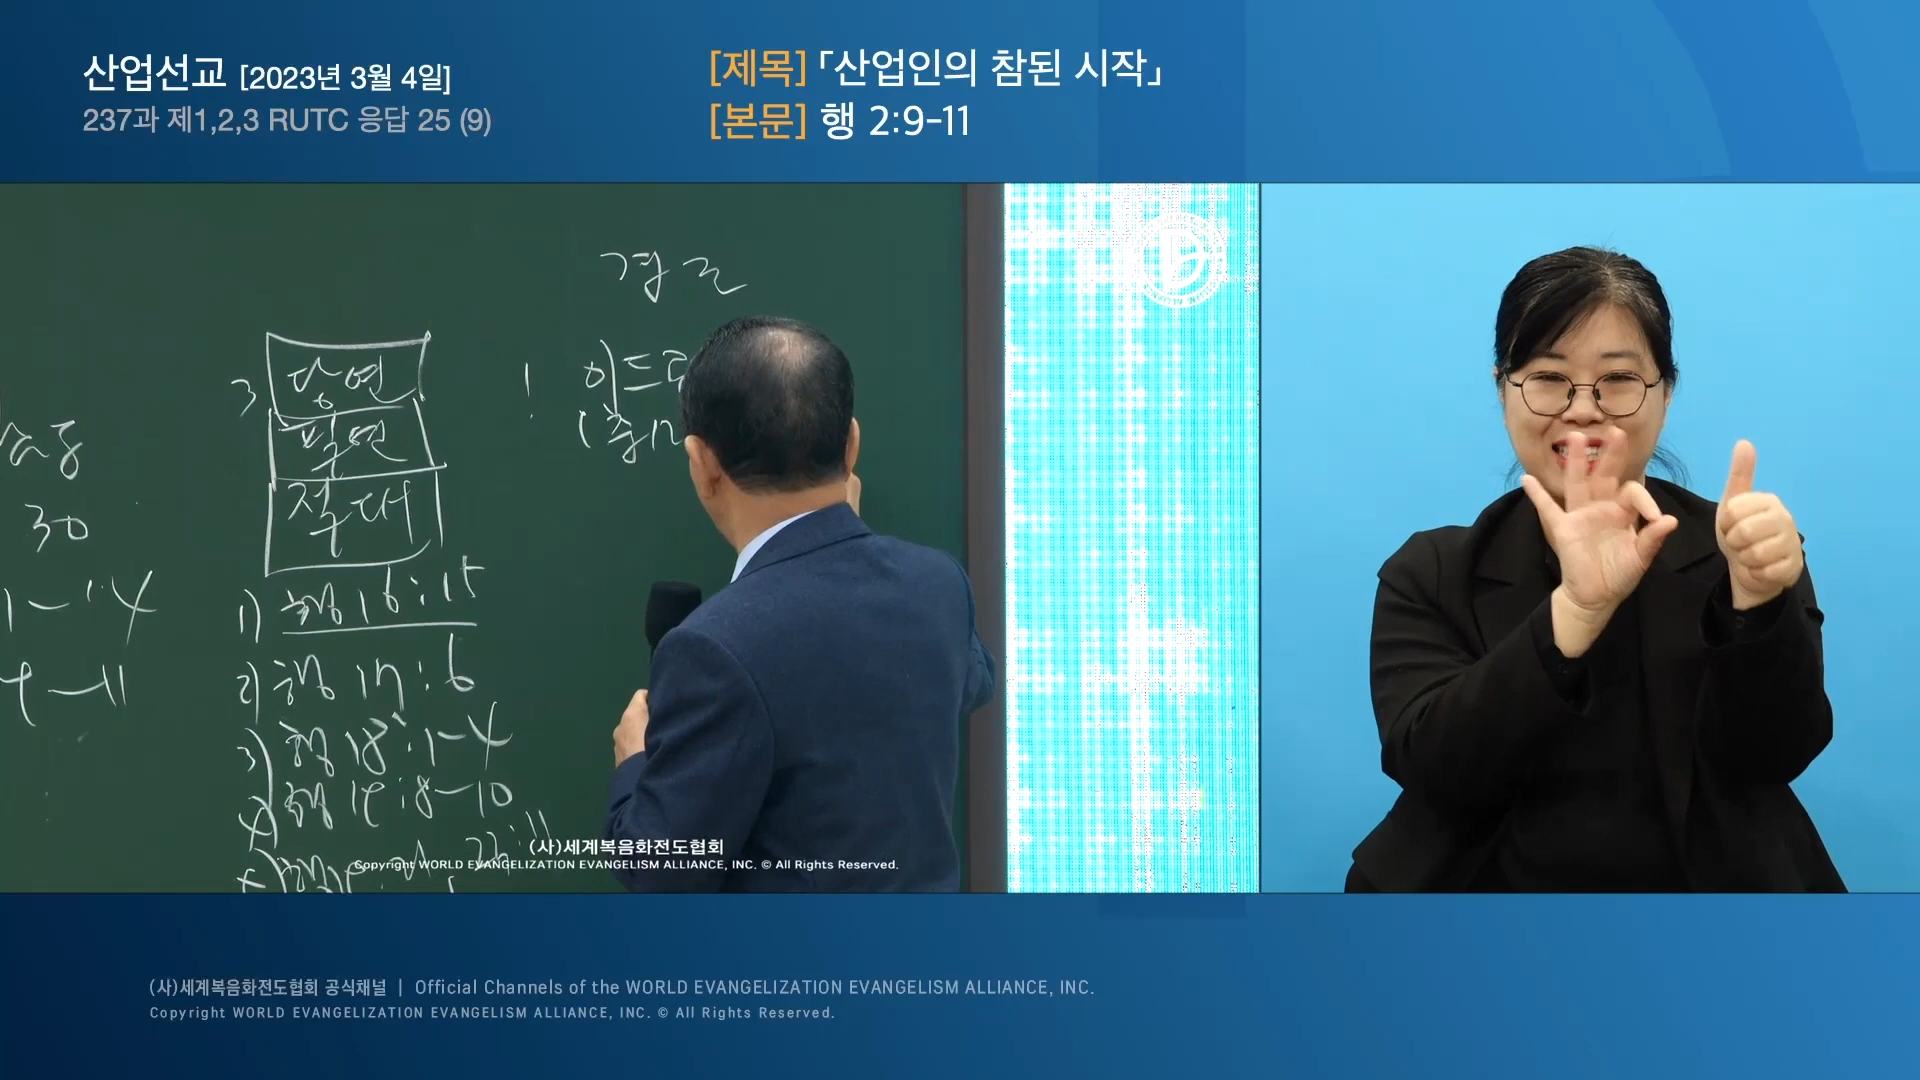 산업선교 [2023년 3월 4일]
237과 제1,2,3 RUTC 응답 25 (9)
[제목] 「산업인의 참된 시작」
[본문] 행 2:9-11
30
3 당연
필연
절대
1) 행 16:15
2) 행 17:6
3) 행 18:1-4
4) 행 19:8-10
!
(사)세계복음화전도협회
Copyright WORLD EVANGELIZATION EVANGELISM ALLIANCE, INC. © All Rights Reserved.
(사)세계복음화전도협회 공식채널 | Official Channels of the WORLD EVANGELIZATION EVANGELISM ALLIANCE, INC.
Copyright WORLD EVANGELIZATION EVANGELISM ALLIANCE, INC. © All Rights Reserved.